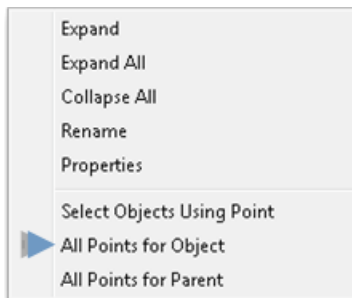 Expand
Expand All
Collapse All
Rename
Properties
Select Objects Using Point
All Points for Object
All Points for Parent